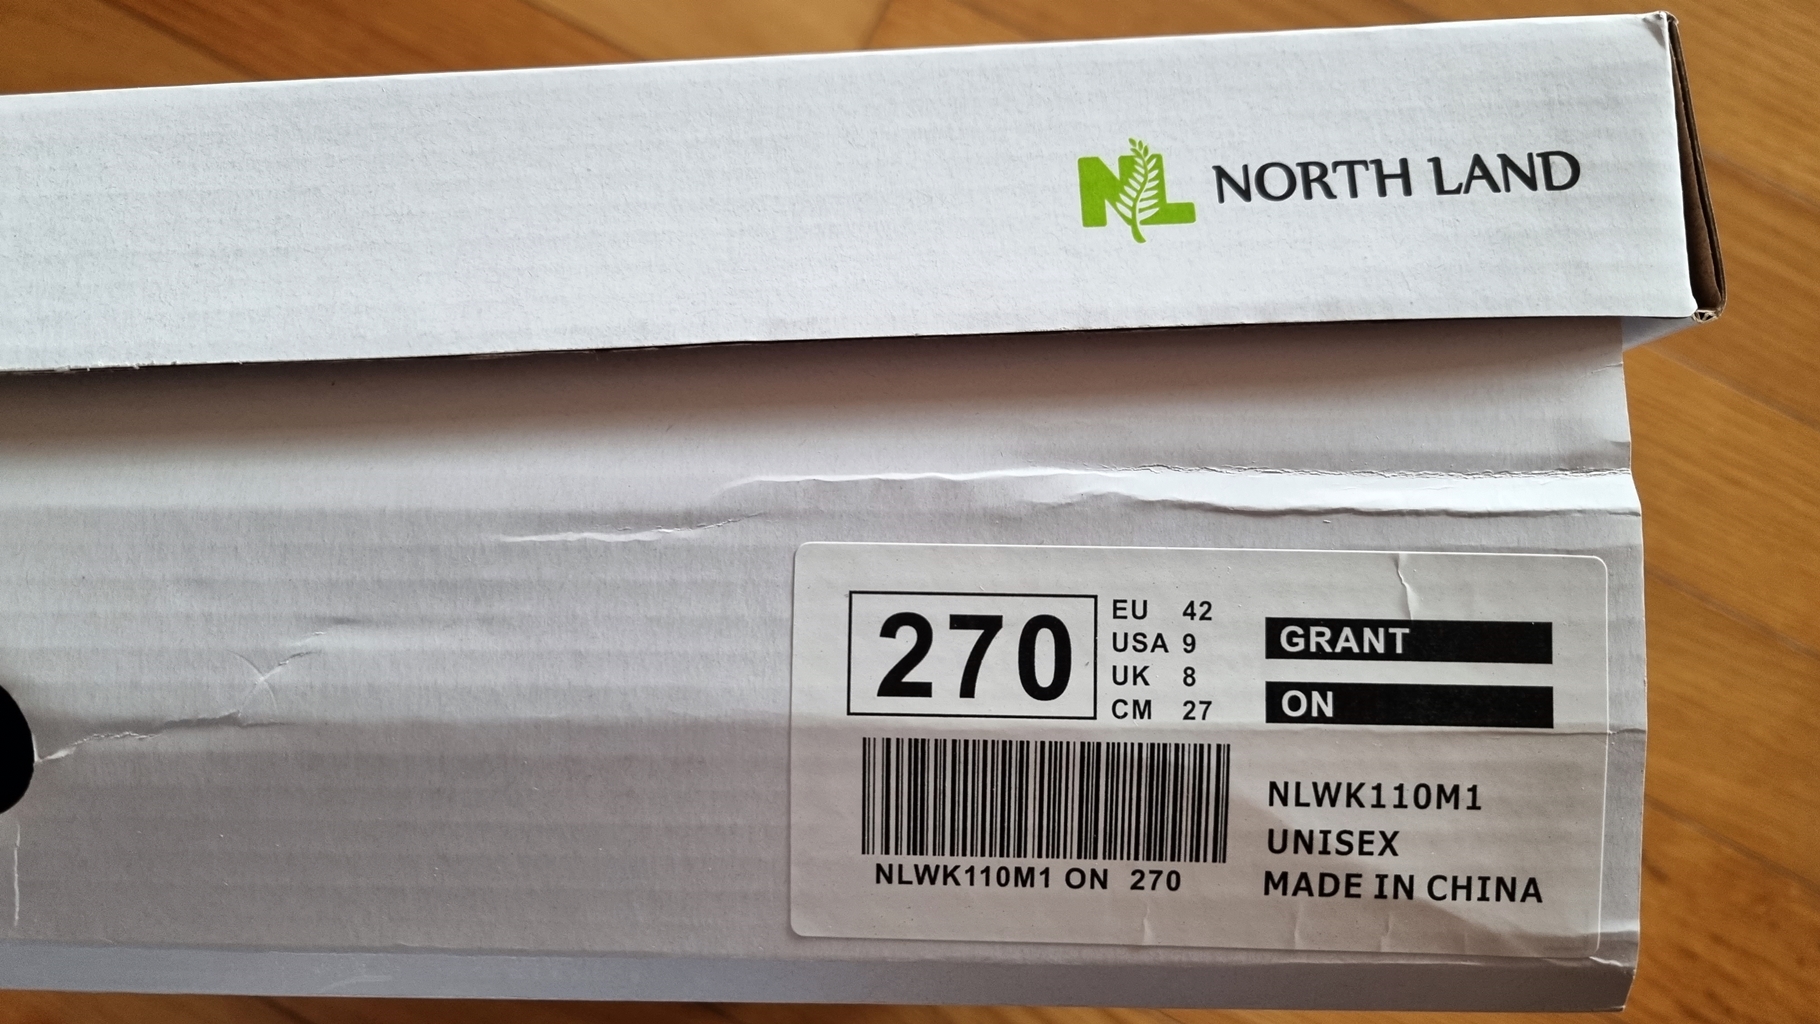 NL NORTH LAND
270
EU 42
USA 9
UK 8
CM 27
GRANT
ON
NLWK110M1 ON 270
NLWK110M1
UNISEX
MADE IN CHINA